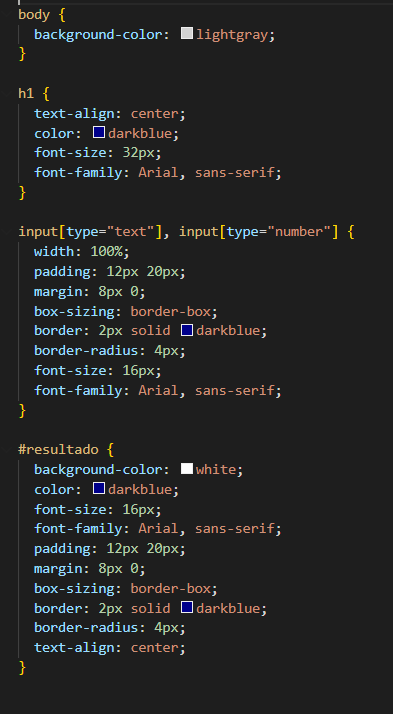 body {
background-color: lightgray;
}
h1 {
text-align: center;
color: darkblue;
font-size: 32px;
font-family: Arial, sans-serif;
}
input[type="text"], input[type="number"] {
width: 100%;
padding: 12px 20px;
margin: 8px 0;
box-sizing: border-box;
border: 2px solid darkblue;
border-radius: 4px;
font-size: 16px;
font-family: Arial, sans-serif;
}
#resultado {
background-color: white;
color: darkblue;
font-size: 16px;
font-family: Arial, sans-serif;
padding: 12px 20px;
margin: 8px 0;
box-sizing: border-box;
border: 2px solid darkblue;
border-radius: 4px;
text-align: center;
}